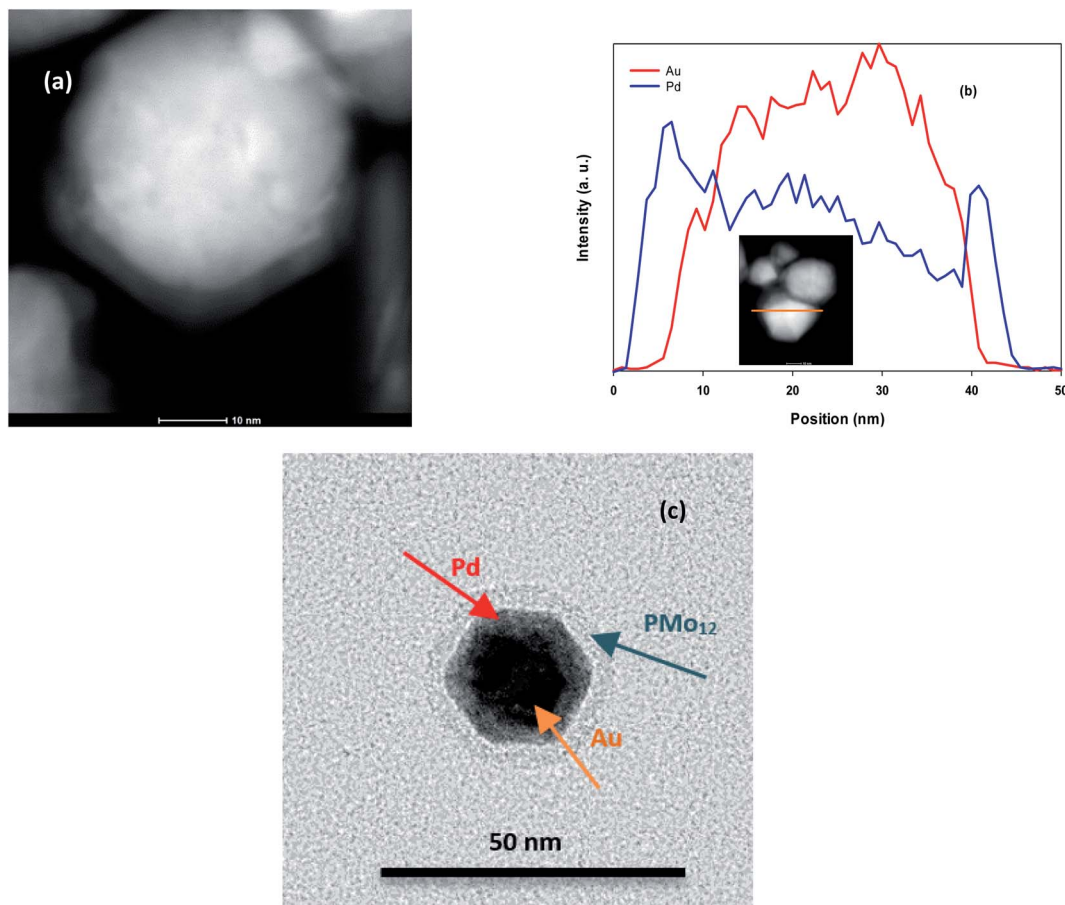 (a)
10 nm
Au
Pd
(b)
Intensity (a. u.)
0 10 20 30 40 50
Position (nm)
(c)
Pd
PMo₁₂
Au
50 nm